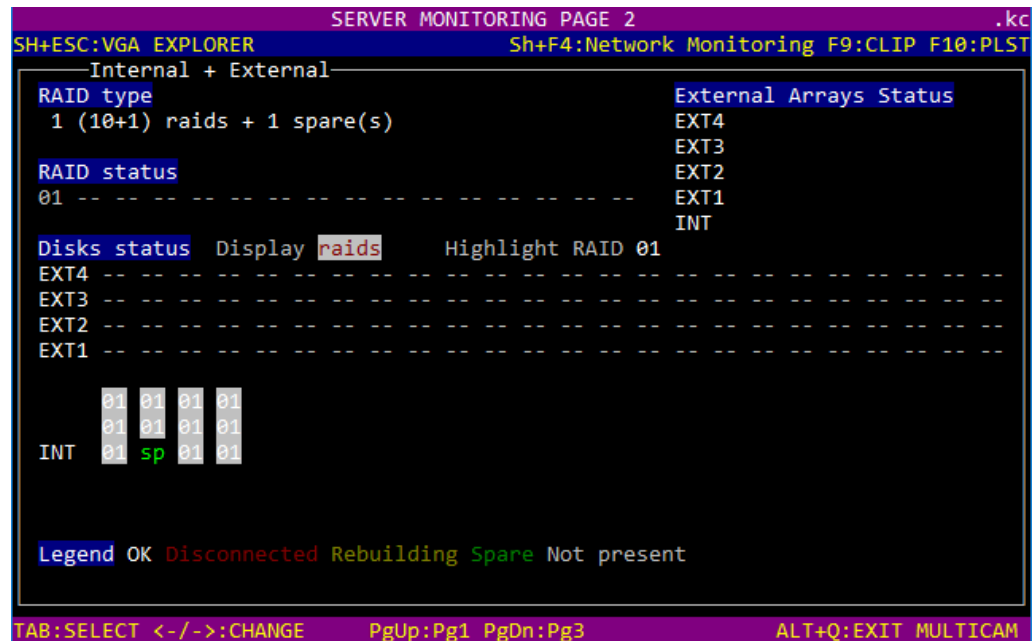 SERVER MONITORING PAGE 2 .kc
SH+ESC:VGA EXPLORER Sh+F4:Network Monitoring F9:CLIP F10:PLST
Internal + External
RAID type External Arrays Status
1 (10+1) raids + 1 spare(s) EXT4
EXT3
RAID status EXT2
01 -- -- -- -- -- -- -- -- -- -- -- -- -- -- -- EXT1
INT
Disks status Display raids Highlight RAID 01
EXT4 -- -- -- -- -- -- -- -- -- -- -- -- -- -- -- -- -- -- -- -- -- -- -- --
EXT3 -- -- -- -- -- -- -- -- -- -- -- -- -- -- -- -- -- -- -- -- -- -- -- --
EXT2 -- -- -- -- -- -- -- -- -- -- -- -- -- -- -- -- -- -- -- -- -- -- -- --
EXT1 -- -- -- -- -- -- -- -- -- -- -- -- -- -- -- -- -- -- -- -- -- -- -- --
01 01 01 01
01 01 01 01
INT 01 sp 01 01
Legend OK Disconnected Rebuilding Spare Not present
TAB:SELECT <-/->:CHANGE PgUp:Pg1 PgDn:Pg3 ALT+Q:EXIT MULTICAM